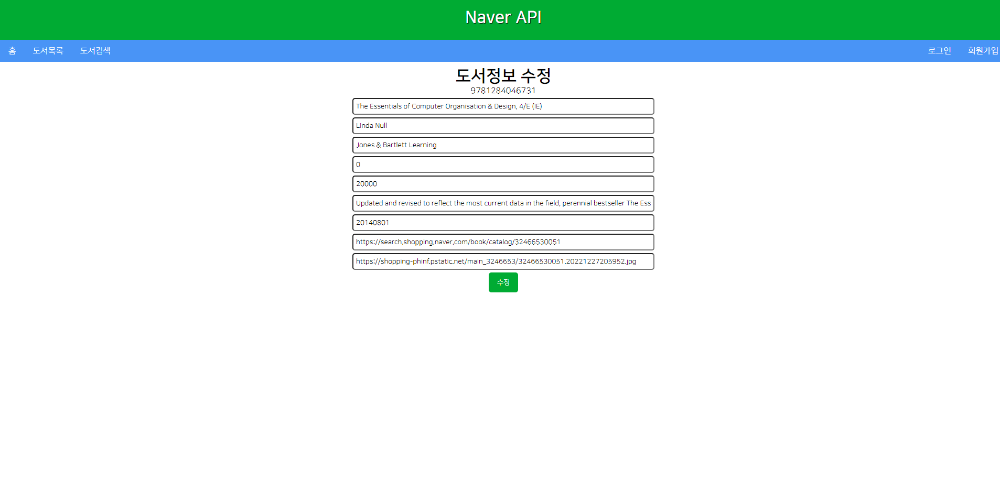 Naver API
홈 도서목록 도서검색 로그인 회원가입
도서정보 수정
9781284046731
The Essentials of Computer Organisation & Design, 4/E (IE)
Linda Null
Jones & Bartlett Learning
0
20000
Updated and revised to reflect the most current data in the field, perennial bestseller The Ess
20140801
https://search.shopping.naver.com/book/catalog/32466530051
https://shopping-phinf.pstatic.net/main_3246653/32466530051.20221227205952.jpg
수정